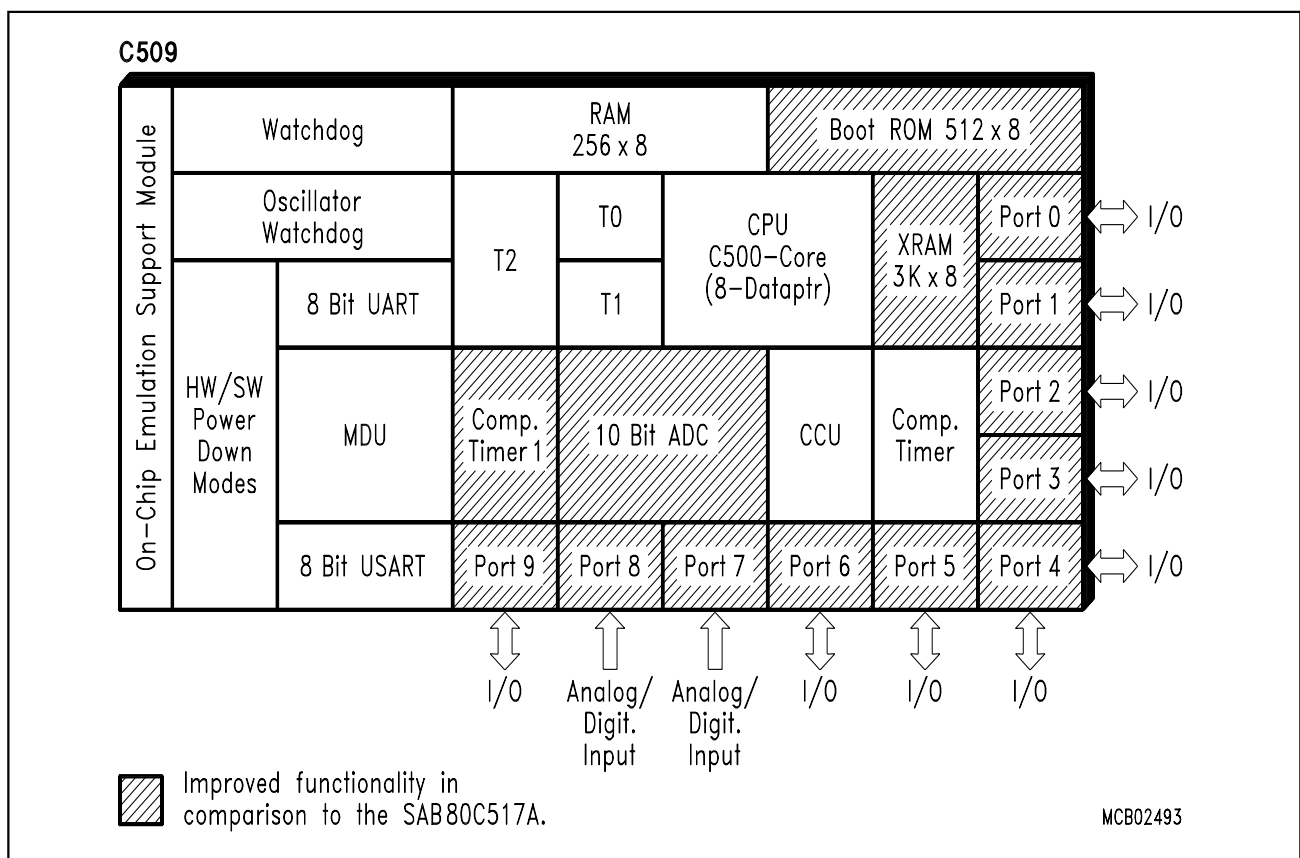 C509
On-Chip Emulation Support Module
Watchdog
RAM
256 x 8
Boot ROM 512 x 8
Oscillator
Watchdog
T2
T0
CPU
C500-Core
(8-Dataptr)
XRAM
3K x 8
Port 0
I/O
8 Bit UART
T1
Port 1
I/O
HW/SW
Power
Down
Modes
MDU
Comp.
Timer 1
10 Bit ADC
CCU
Comp.
Timer
Port 2
I/O
Port 3
I/O
8 Bit USART
Port 9
Port 8
Port 7
Port 6
Port 5
Port 4
I/O
I/O
Analog/
Digit.
Input
Analog/
Digit.
Input
I/O
I/O
I/O
Improved functionality in
comparison to the SAB80C517A.
MCB02493